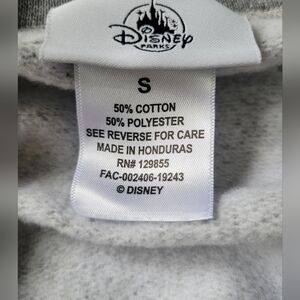 Disney
PARKS
S
50% COTTON
50% POLYESTER
SEE REVERSE FOR CARE
MADE IN HONDURAS
RN# 129855
FAC-002406-19243
© DISNEY